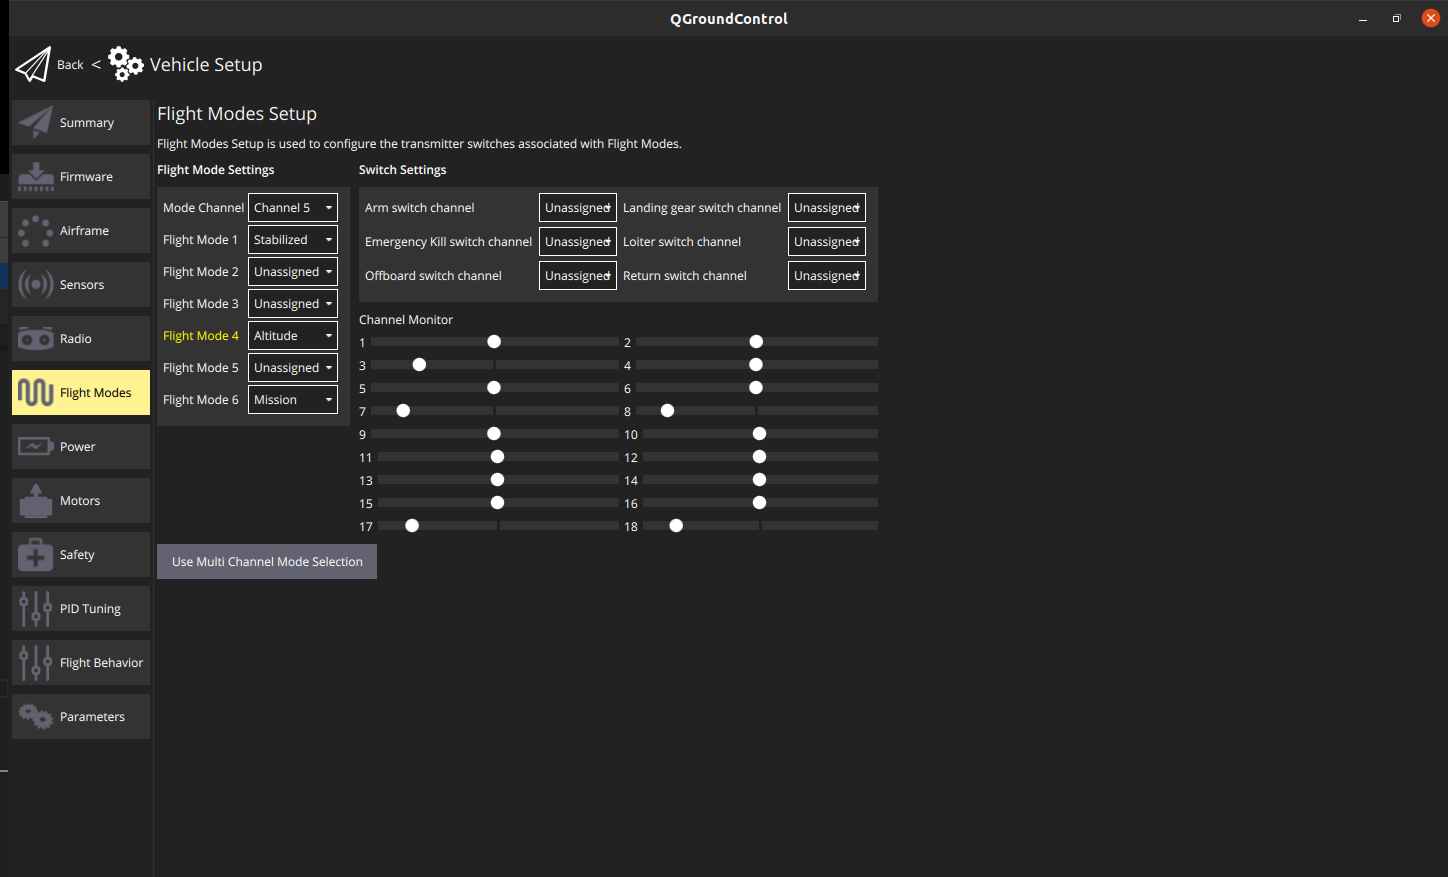 QGroundControl
Back < Vehicle Setup
Summary
Firmware
Airframe
Sensors
Radio
Flight Modes
Power
Motors
Safety
PID Tuning
Flight Behavior
Parameters
Flight Modes Setup
Flight Modes Setup is used to configure the transmitter switches associated with Flight Modes.
Flight Mode Settings
Mode Channel Channel 5
Flight Mode 1 Stabilized
Flight Mode 2 Unassigned
Flight Mode 3 Unassigned
Flight Mode 4 Altitude
Flight Mode 5 Unassigned
Flight Mode 6 Mission
Switch Settings
Arm switch channel Unassigned Landing gear switch channel Unassigned
Emergency Kill switch channel Unassigned Loiter switch channel Unassigned
Offboard switch channel Unassigned Return switch channel Unassigned
Channel Monitor
1 2
3 4
5 6
7 8
9 10
11 12
13 14
15 16
17 18
Use Multi Channel Mode Selection